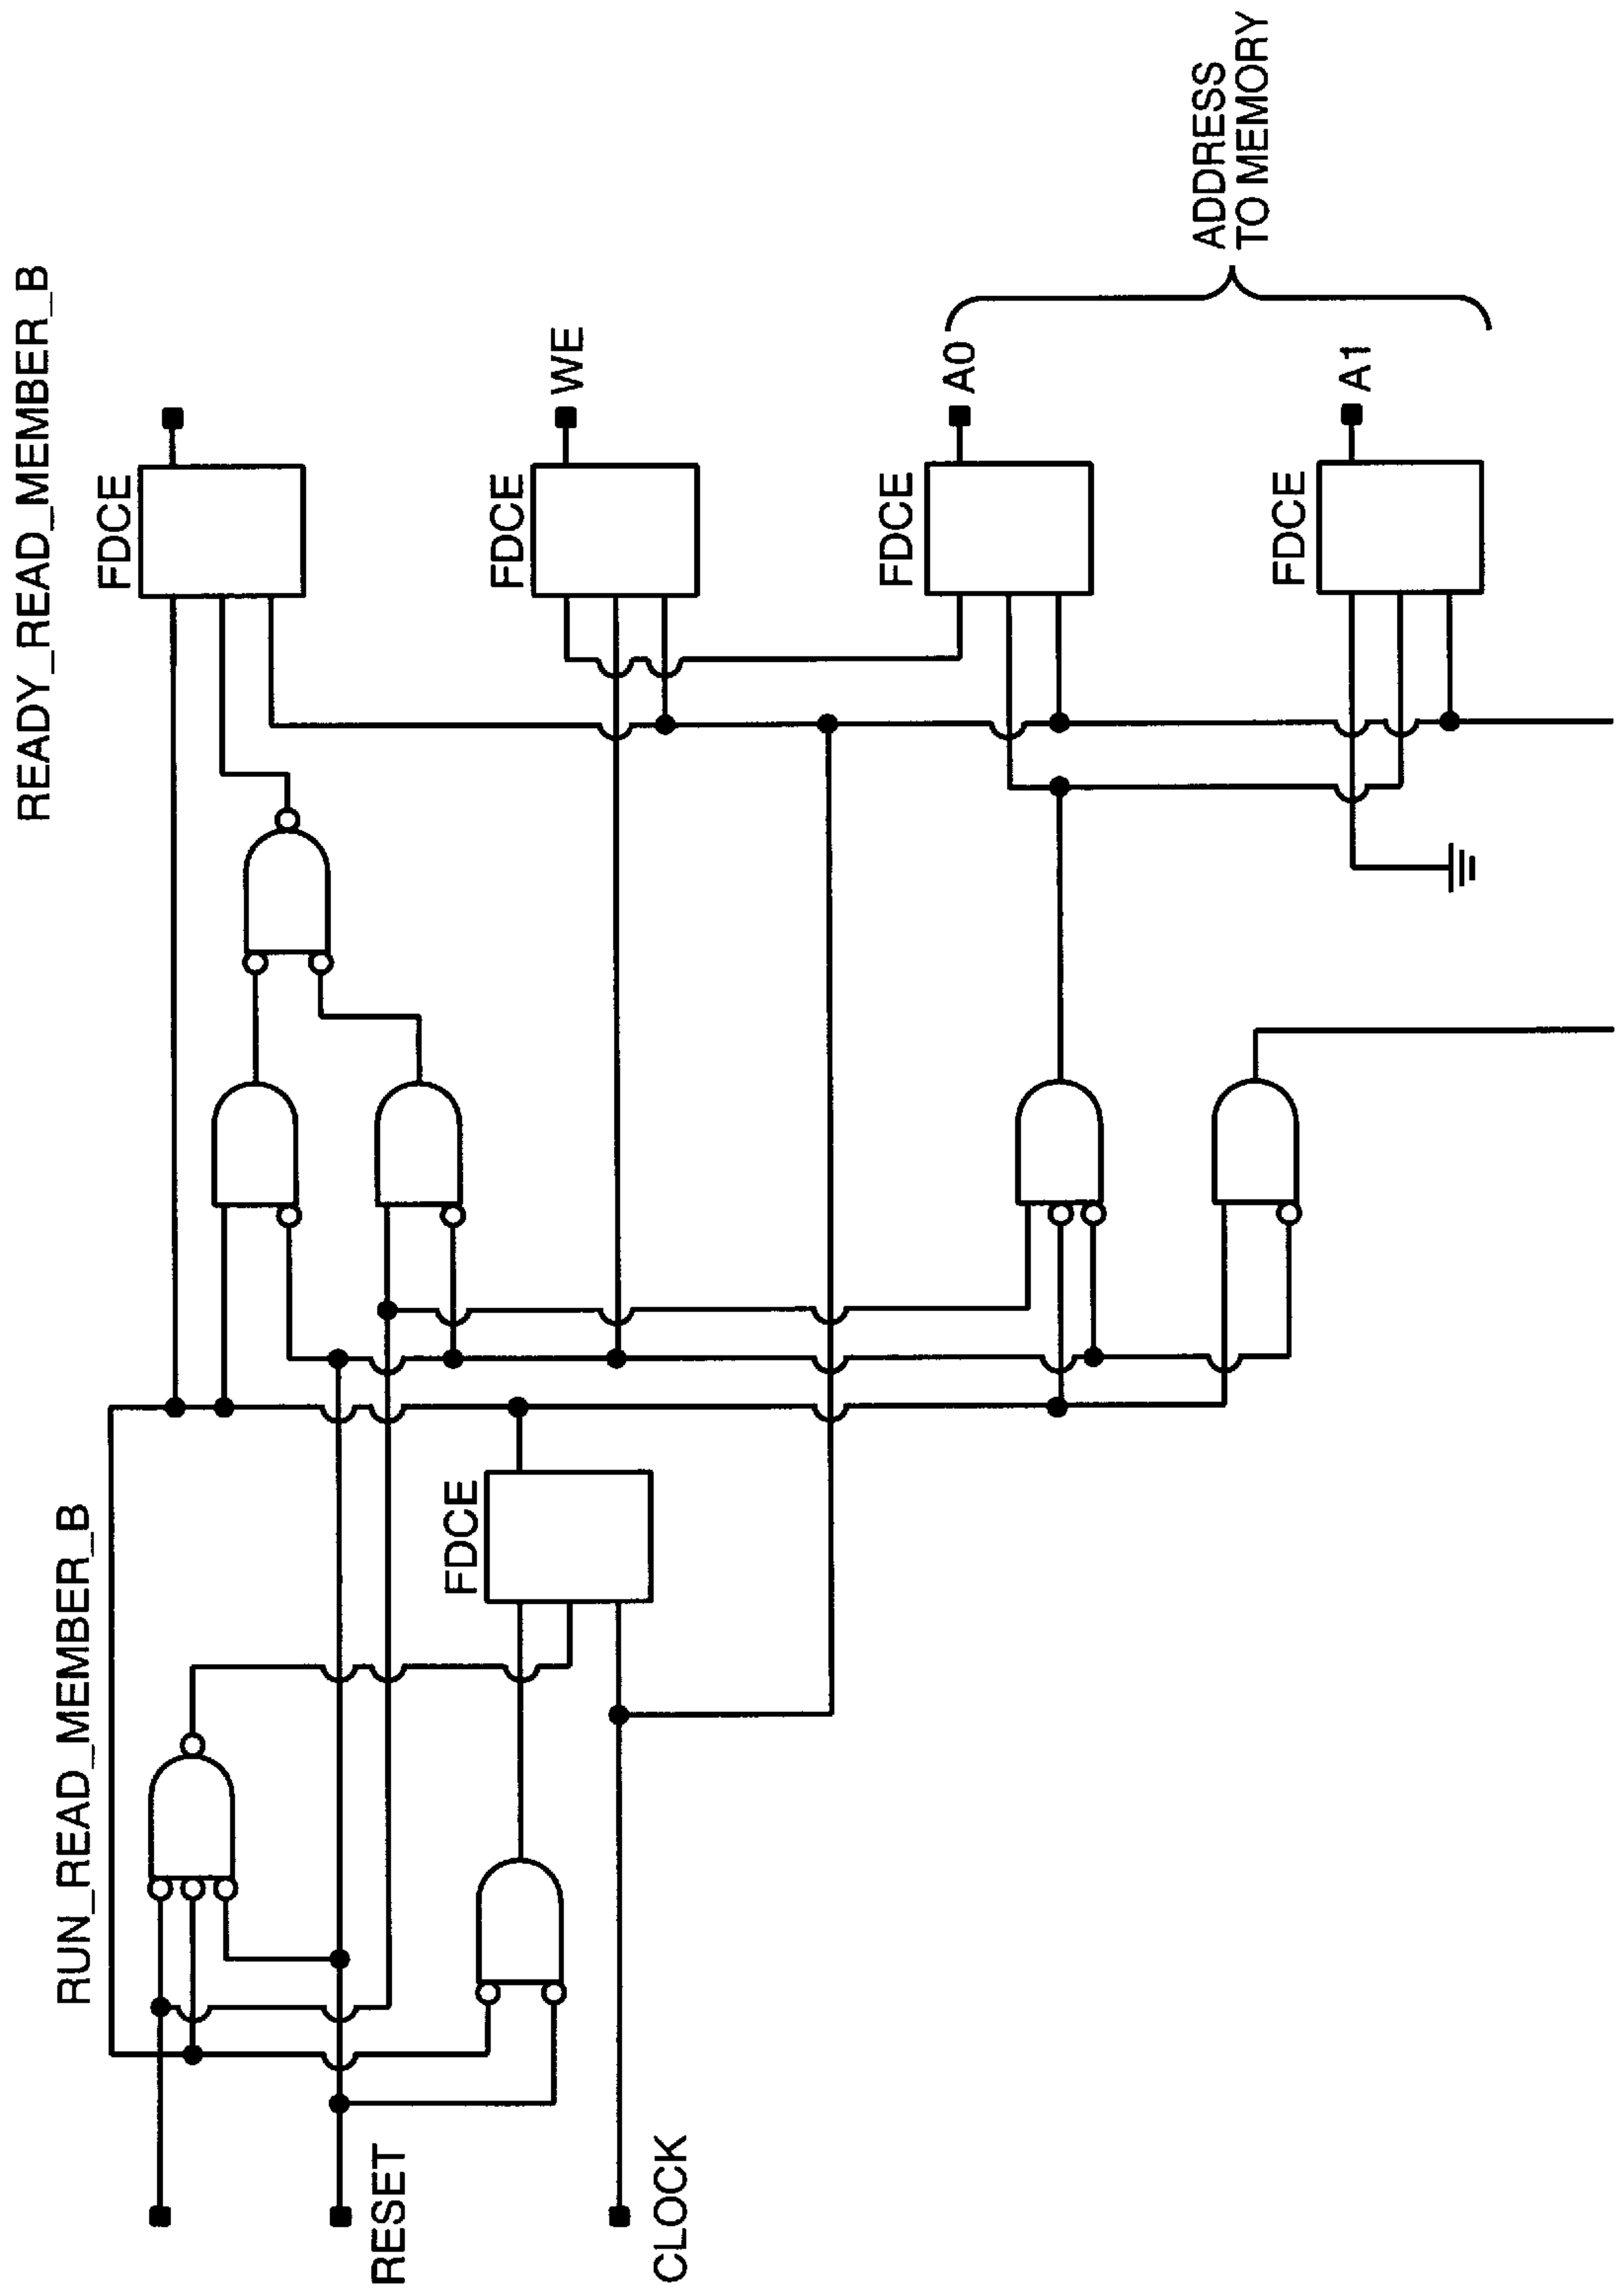 RUN_READ_MEMBER_B
READY_READ_MEMBER_B
RESET
CLOCK
FDCE
FDCE
FDCE
WE
FDCE
A0
FDCE
A1
ADDRESS
TO MEMORY